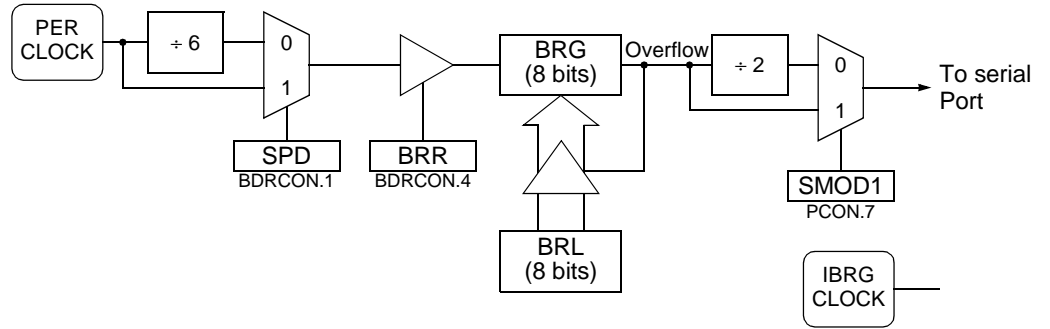 PER
CLOCK
÷ 6
0
1
SPD
BDRCON.1
BRR
BDRCON.4
BRG
(8 bits)
Overflow
BRL
(8 bits)
÷ 2
0
1
To serial
Port
SMOD1
PCON.7
IBRG
CLOCK